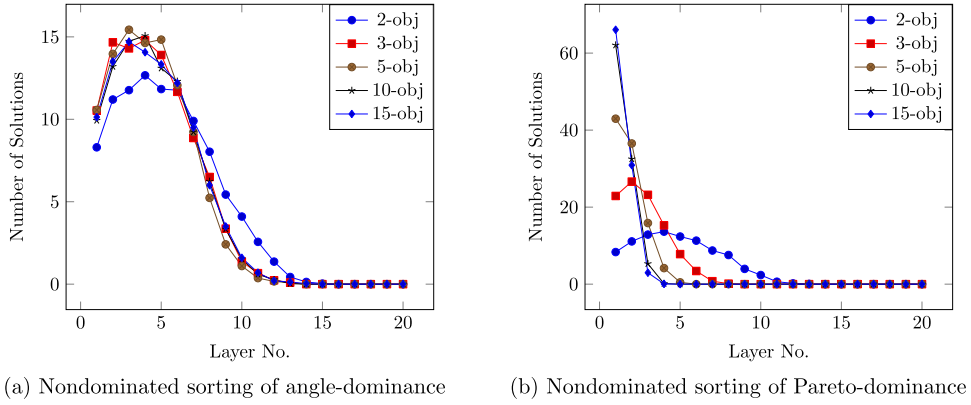 15
10
5
0
0
5
10
15
20
Number of Solutions
Layer No.
2-obj
3-obj
5-obj
10-obj
15-obj
(a) Nondominated sorting of angle-dominance
60
40
20
0
0
5
10
15
20
Number of Solutions
Layer No.
2-obj
3-obj
5-obj
10-obj
15-obj
(b) Nondominated sorting of Pareto-dominance